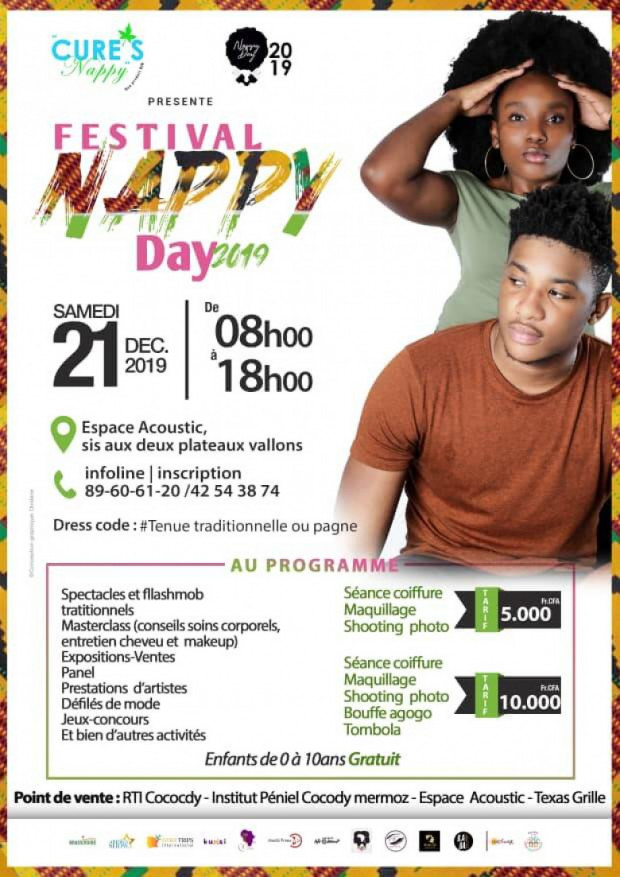 CURE'S
Nappy
Nappy
Day
2019
PRESENTE
FESTIVAL
NAPPY
Day 2019
SAMEDI
21 DEC.
2019
De 08h00
à 18h00
Espace Acoustic,
sis aux deux plateaux vallons
infoline | inscription
89-60-61-20 /42 54 38 74
Dress code : #Tenue traditionnelle ou pagne
AU PROGRAMME
Spectacles et fllashmob
tratitionnels
Masterclass (conseils soins corporels,
entretien cheveu et makeup)
Expositions-Ventes
Panel
Prestations d'artistes
Défilés de mode
Jeux-concours
Et bien d'autres activités
Séance coiffure
Maquillage
Shooting photo
TARIF
Fr.CFA
5.000
Séance coiffure
Maquillage
Shooting photo
Bouffe agogo
Tombola
TARIF
Fr.CFA
10.000
Enfants de 0 à 10ans Gratuit
Point de vente : RTI Cococdy - Institut Péniel Cocody mermoz - Espace Acoustic - Texas Grille